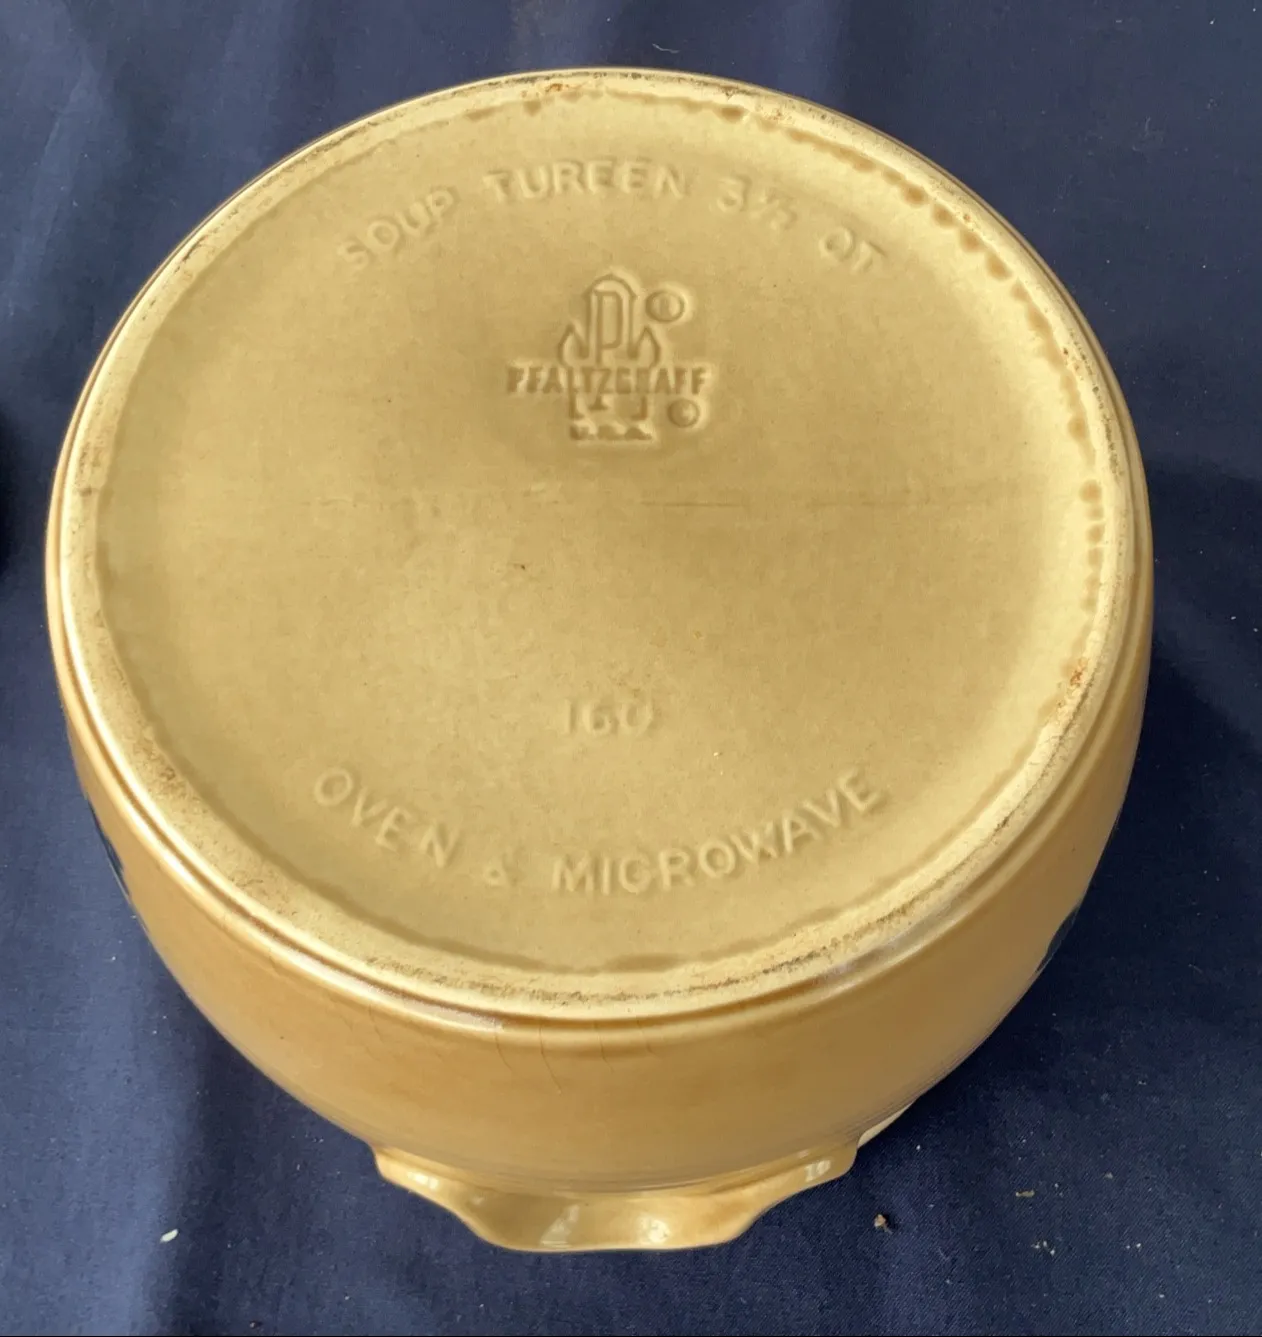 SOUP TUREEN 3½ QT
P ©
PFALTZGRAFF
©
160
OVEN & MICROWAVE